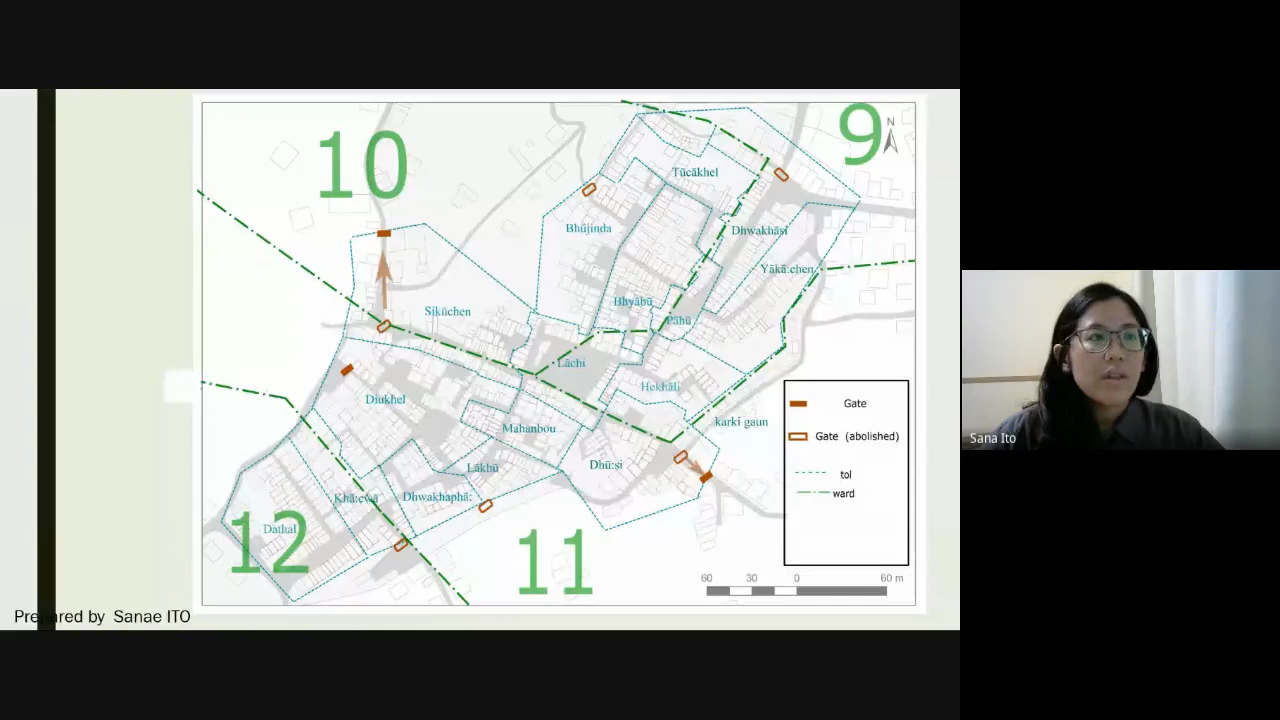 10
9
N
Tūcākhel
Bhūjinda
Dhwakhāsi
Yākā:chen
Bhyābū
Pāhū
Sikūchen
Lāchi
Hekhāli
Diukhel
karki gaun
Mahanbou
Lākhū
Dhū:si
Khā:cwā
Dhwakhaphā:
Dathal
12
11
Gate
Gate (abolished)
tol
ward
60 30 0 60 m
Prepared by Sanae ITO
Sana Ito